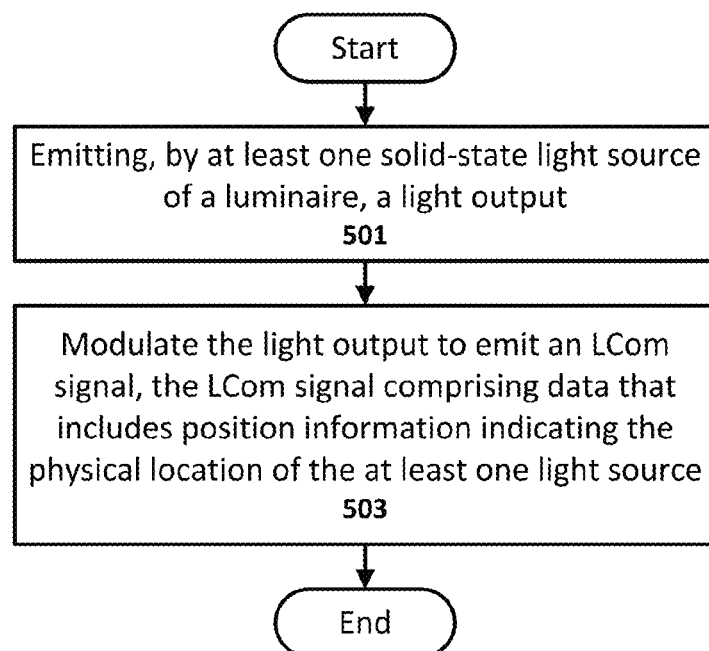 Start
Emitting, by at least one solid-state light source
of a luminaire, a light output
501
Modulate the light output to emit an LCom
signal, the LCom signal comprising data that
includes position information indicating the
physical location of the at least one light source
503
End